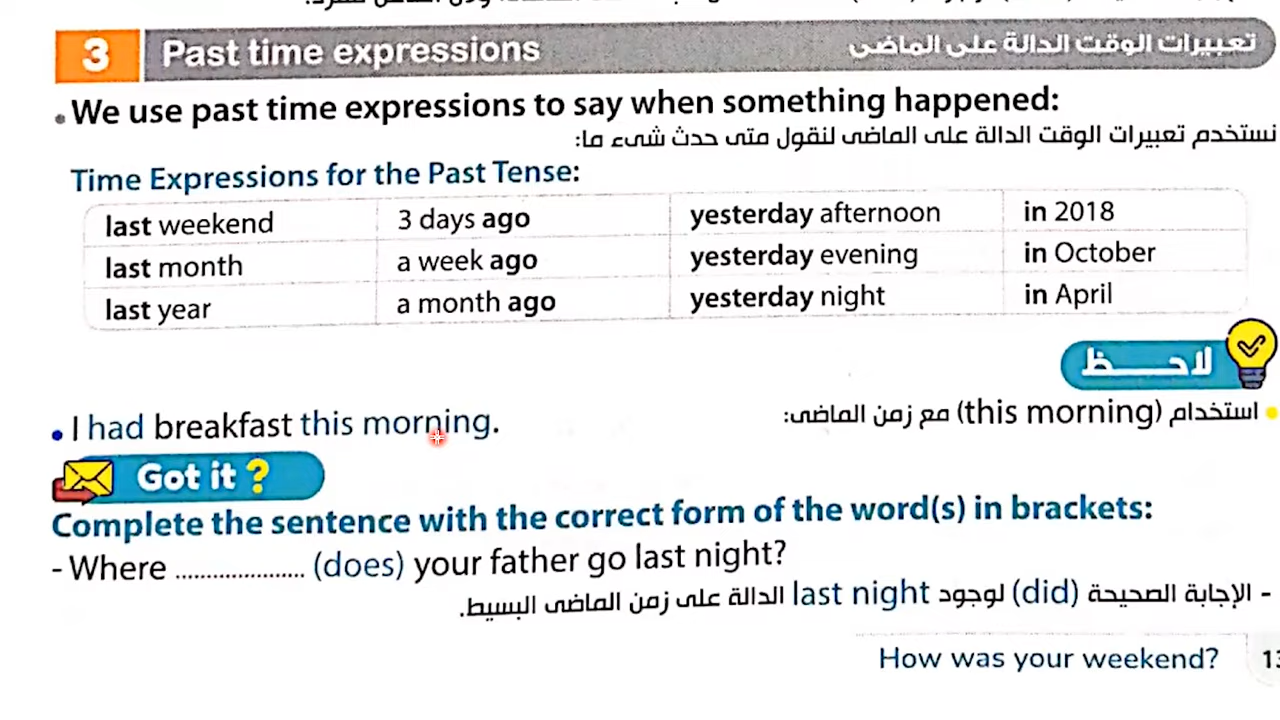 3 Past time expressions تعبيرات الوقت الدالة على الماضى
We use past time expressions to say when something happened:
نستخدم تعبيرات الوقت الدالة على الماضى لنقول متى حدث شىء ما:
Time Expressions for the Past Tense:
last weekend 3 days ago yesterday afternoon in 2018
last month a week ago yesterday evening in October
last year a month ago yesterday night in April
لاحظ
استخدام (this morning) مع زمن الماضى:
I had breakfast this morning.
Got it ?
Complete the sentence with the correct form of the word(s) in brackets:
- Where ...................... (does) your father go last night?
- الإجابة الصحيحة (did) لوجود last night الدالة على زمن الماضى البسيط.
How was your weekend?